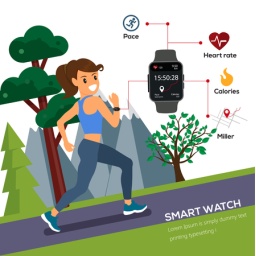 Pace
Heart rate
15:50:28
Calories
Miller
SMART WATCH
Lorem Ipsum is simply dummy text
printing typesetting !